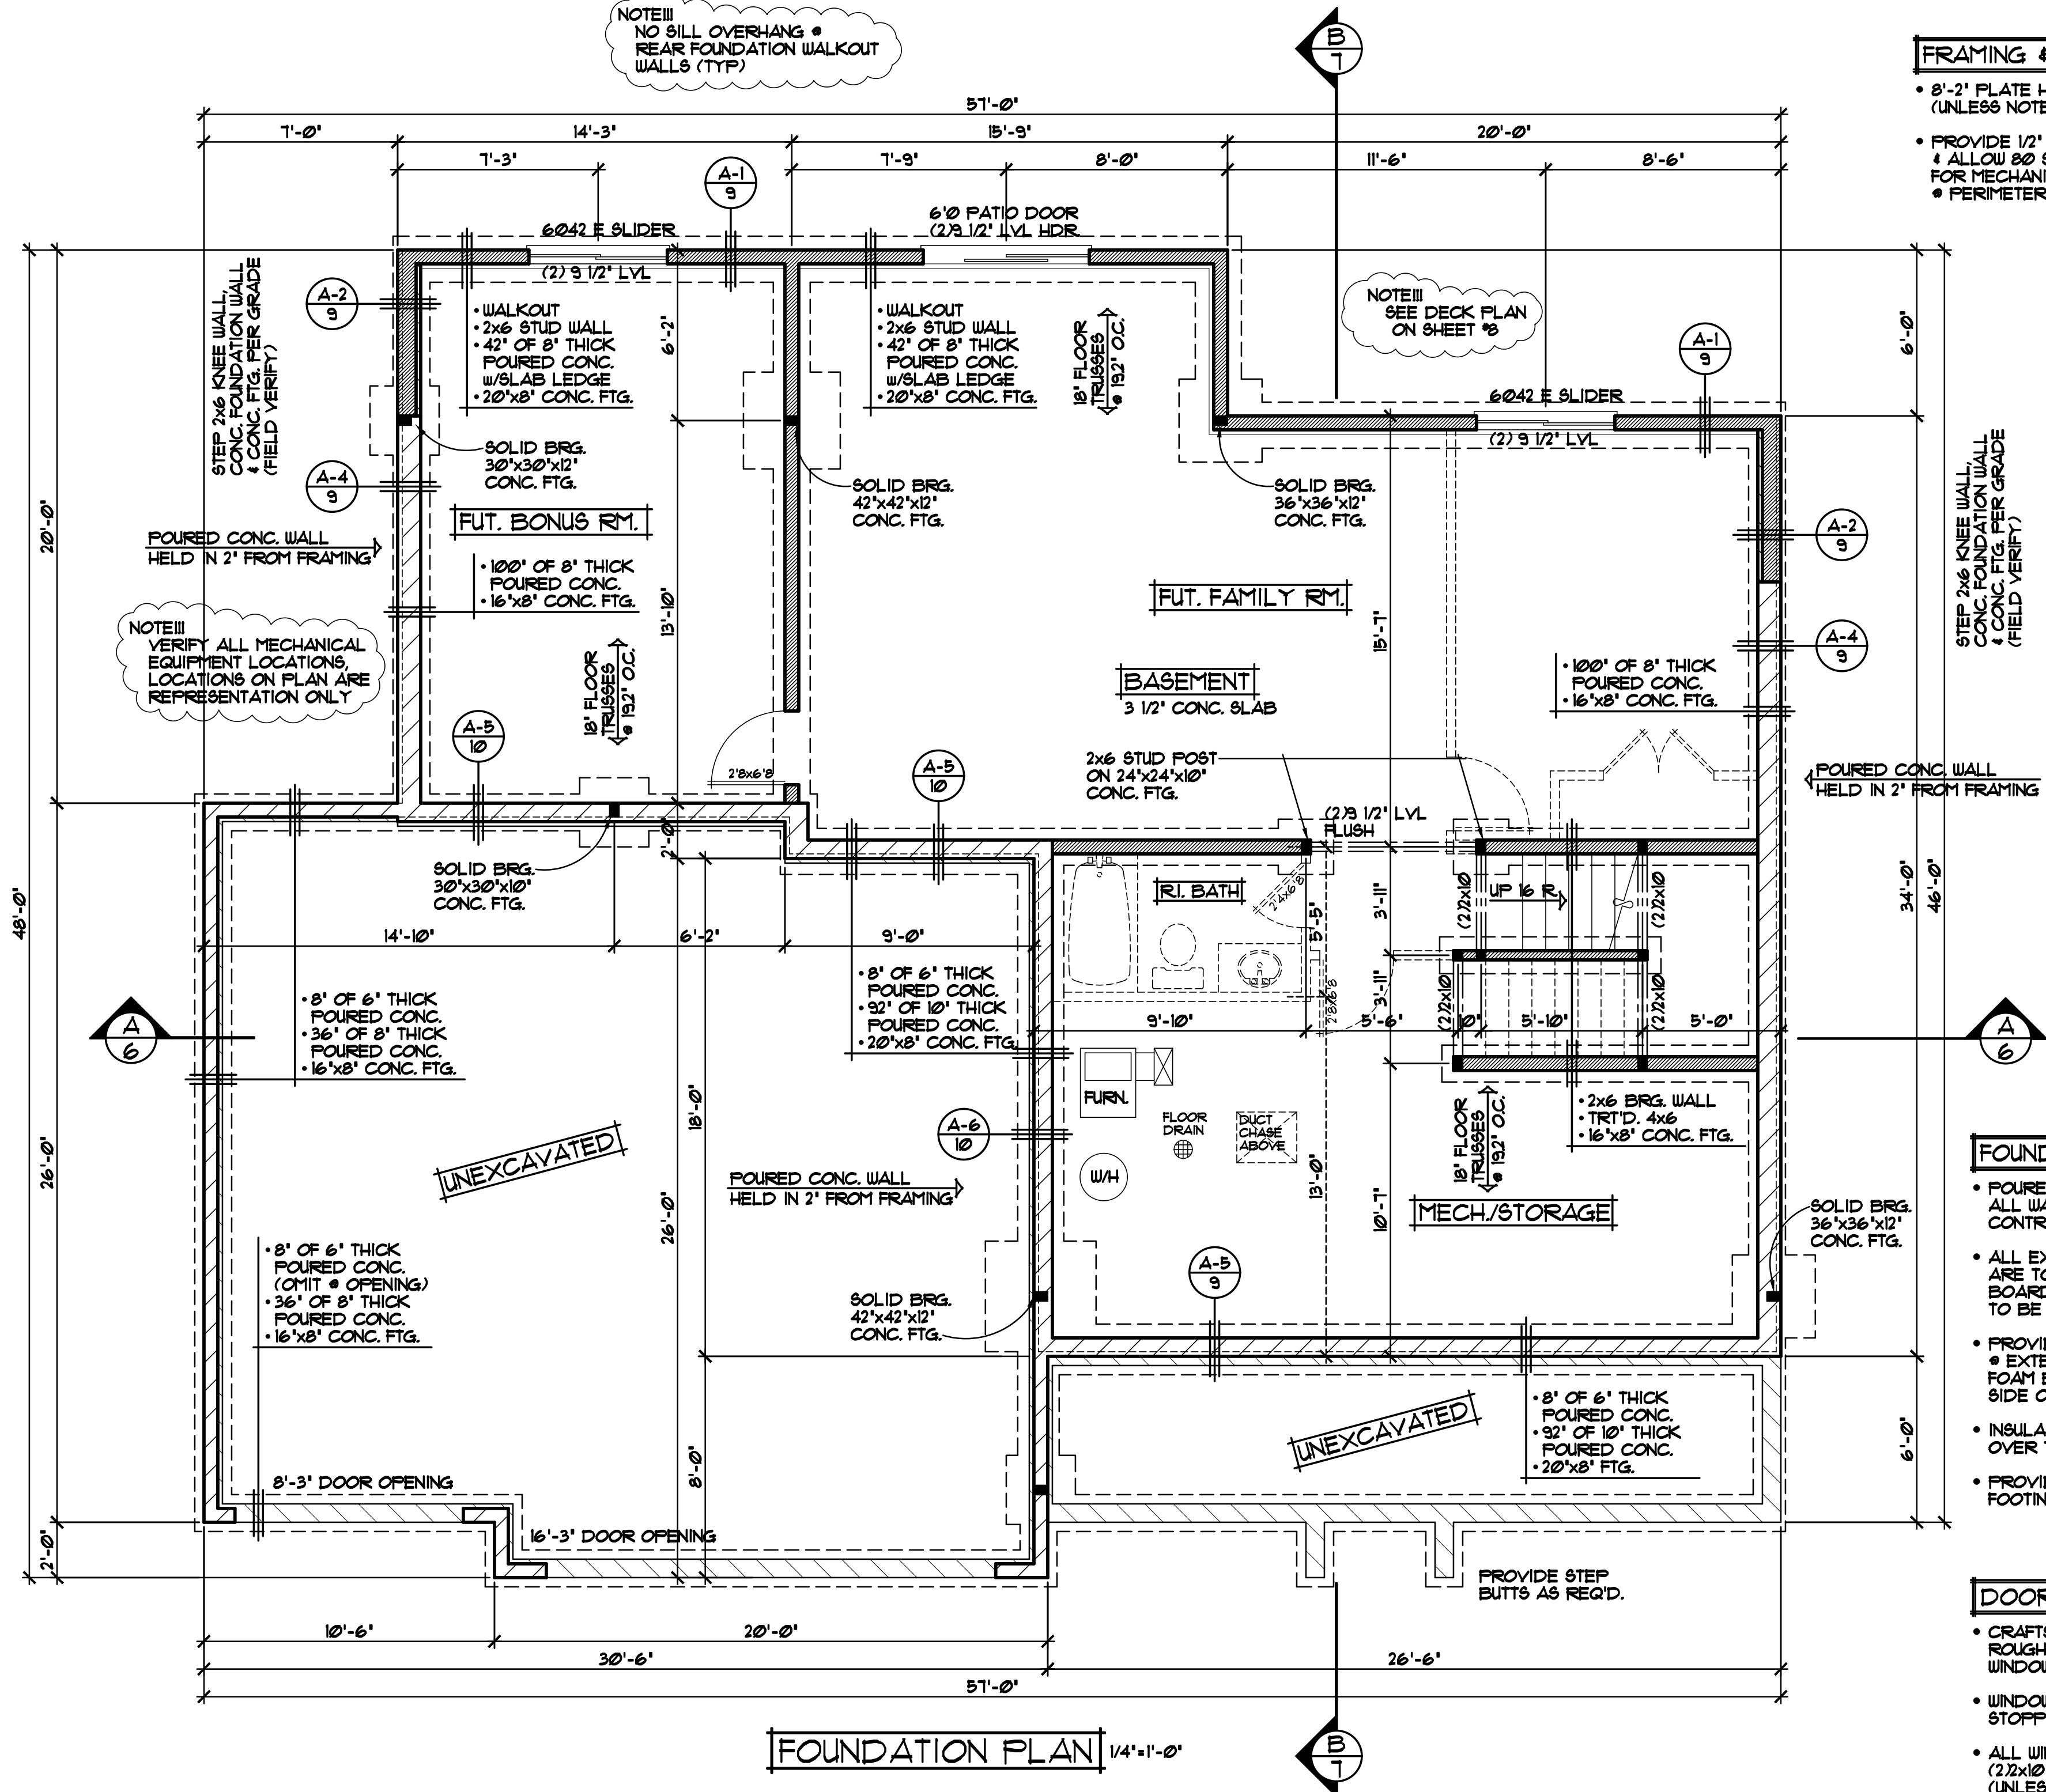 NOTE!!!
NO SILL OVERHANG @
REAR FOUNDATION WALKOUT
WALLS (TYP)
B
7
FRAMING &
• 8'-2" PLATE H
(UNLESS NOTE
• PROVIDE 1/2"
& ALLOW 80 S
FOR MECHANI
@ PERIMETER
57'-0"
7'-0"
14'-3"
15'-9"
20'-0"
7'-3"
7'-9"
8'-0"
11'-6"
8'-6"
A-1
9
6042 E SLIDER
(2) 9 1/2" LVL
6'0 PATIO DOOR
(2)9 1/2" LVL HDR.
A-2
9
STEP 2x6 KNEE WALL,
CONC. FOUNDATION WALL
& CONC. FTG. PER GRADE
(FIELD VERIFY)
• WALKOUT
• 2x6 STUD WALL
• 42" OF 8" THICK
POURED CONC.
w/SLAB LEDGE
• 20"x8" CONC. FTG.
6'-2"
• WALKOUT
• 2x6 STUD WALL
• 42" OF 8" THICK
POURED CONC.
w/SLAB LEDGE
• 20"x8" CONC. FTG.
18" FLOOR
TRUSSES
@ 19.2" O.C.
NOTE!!!
SEE DECK PLAN
ON SHEET #8
A-1
9
6'-0"
6042 E SLIDER
(2) 9 1/2" LVL
A-4
9
SOLID BRG.
30"x30"x12"
CONC. FTG.
SOLID BRG.
42"x42"x12"
CONC. FTG.
SOLID BRG.
36"x36"x12"
CONC. FTG.
A-2
9
STEP 2x6 KNEE WALL,
CONC. FOUNDATION WALL
& CONC. FTG. PER GRADE
(FIELD VERIFY)
20'-0"
FUT. BONUS RM.
POURED CONC. WALL
HELD IN 2" FROM FRAMING
• 100" OF 8" THICK
POURED CONC.
• 16"x8" CONC. FTG.
13'-10"
FUT. FAMILY RM.
15'-7"
A-4
9
NOTE!!!
VERIFY ALL MECHANICAL
EQUIPMENT LOCATIONS,
LOCATIONS ON PLAN ARE
REPRESENTATION ONLY
18" FLOOR
TRUSSES
@ 19.2" O.C.
BASEMENT
3 1/2" CONC. SLAB
• 100" OF 8" THICK
POURED CONC.
• 16"x8" CONC. FTG.
A-5
10
2'8x6'8
A-5
10
2x6 STUD POST
ON 24"x24"x10"
CONC. FTG.
POURED CONC. WALL
HELD IN 2" FROM FRAMING
(2)9 1/2" LVL
FLUSH
2'-0"
48'-0"
SOLID BRG.
30"x30"x10"
CONC. FTG.
R.I. BATH
2'4x6'8
5'-5"
3'-11"
(2)2x10
UP 16 R.
(2)2x10
34'-0"
46'-0"
14'-10"
6'-2"
9'-0"
• 8" OF 6" THICK
POURED CONC.
• 36" OF 8" THICK
POURED CONC.
• 16"x8" CONC. FTG.
• 8" OF 6" THICK
POURED CONC.
• 92" OF 10" THICK
POURED CONC.
• 20"x8" CONC. FTG.
2'8x6'8
3'-11"
(2)2x10
(2)2x10
9'-10"
5'-6"
10"
5'-10"
5'-0"
A
6
A
6
FURN.
FLOOR
DRAIN
DUCT
CHASE
ABOVE
W/H
18" FLOOR
TRUSSES
@ 19.2" O.C.
• 2x6 BRG. WALL
• TRT'D. 4x6
• 16"x8" CONC. FTG.
26'-0"
UNEXCAVATED
18'-0"
26'-0"
A-6
10
POURED CONC. WALL
HELD IN 2" FROM FRAMING
13'-0"
10'-7"
MECH./STORAGE
SOLID BRG.
36"x36"x12"
CONC. FTG.
FOUND
• POURE
ALL WA
CONTR
• ALL EX
ARE TO
BOARD
TO BE
• PROVID
@ EXTE
FOAM B
SIDE O
• INSULA
OVER
• PROVID
FOOTIN
• 8" OF 6" THICK
POURED CONC.
(OMIT @ OPENING)
• 36" OF 8" THICK
POURED CONC.
• 16"x8" CONC. FTG.
SOLID BRG.
42"x42"x12"
CONC. FTG.
A-5
9
UNEXCAVATED
• 8" OF 6" THICK
POURED CONC.
• 92" OF 10" THICK
POURED CONC.
• 20"x8" FTG.
6'-0"
8'-0"
8'-3" DOOR OPENING
16'-3" DOOR OPENING
2'-0"
PROVIDE STEP
BUTTS AS REQ'D.
10'-6"
20'-0"
30'-6"
26'-6"
57'-0"
DOOR
• CRAFTS
ROUGH
WINDOW
• WINDOW
STOPP
• ALL WIN
(2)2x10
(UNLES
FOUNDATION PLAN
1/4"=1'-0"
B
7